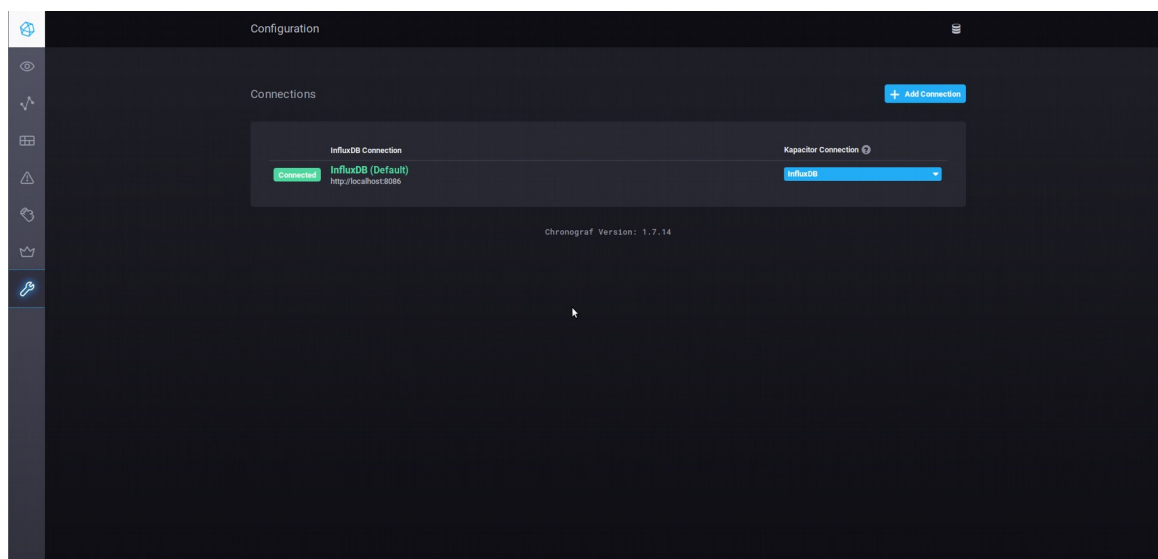 Configuration
Connections
+ Add Connection
InfluxDB Connection
Kapacitor Connection ?
Connected
InfluxDB (Default)
http://localhost:8086
InfluxDB
Chronograf Version: 1.7.14